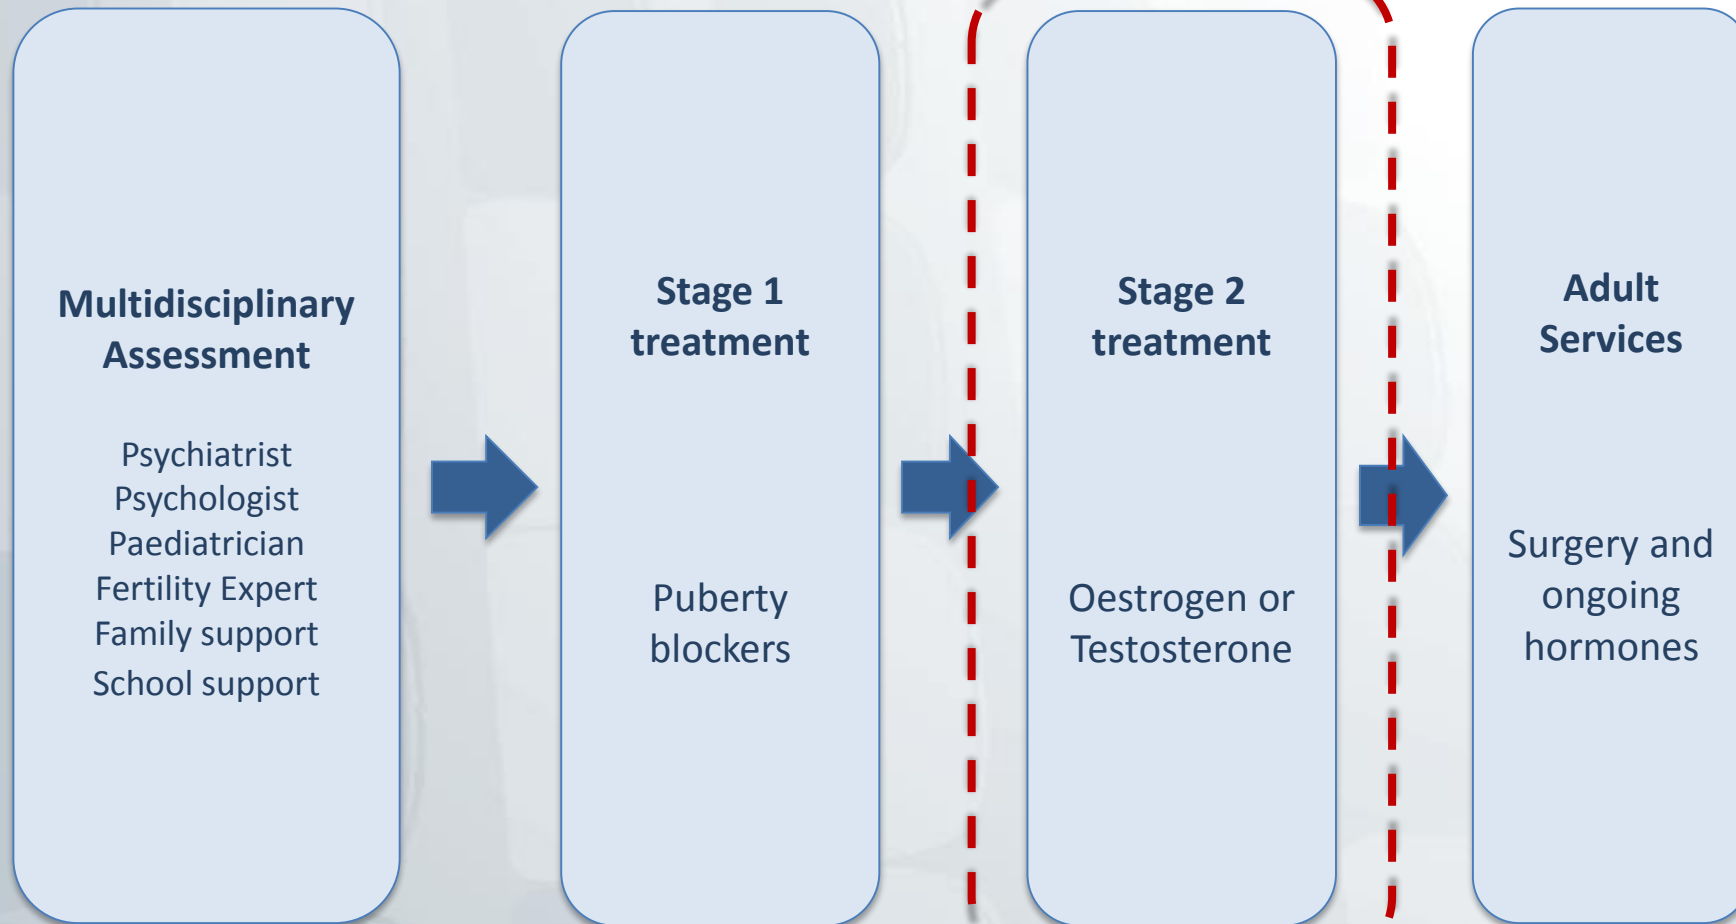 Multidisciplinary
Assessment
Psychiatrist
Psychologist
Paediatrician
Fertility Expert
Family support
School support
Stage 1
treatment
Puberty
blockers
Stage 2
treatment
Oestrogen or
Testosterone
Adult
Services
Surgery and
ongoing
hormones